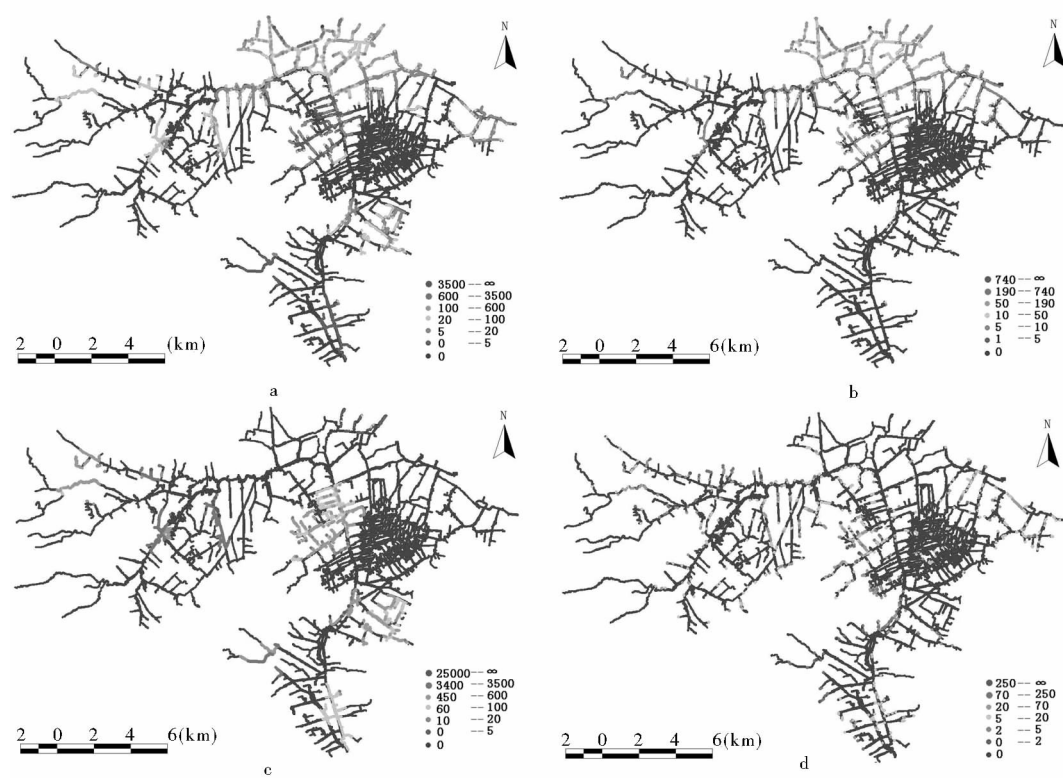 N
3500 -- ∞
600 -- 3500
100 -- 600
20 -- 100
5 -- 20
0 -- 5
0
2 0 2 4 6(km)
a
N
740 -- ∞
190 -- 740
50 -- 190
10 -- 50
5 -- 10
1 -- 5
0
2 0 2 4 6(km)
b
N
25000 -- ∞
3400 -- 3500
450 -- 600
60 -- 100
10 -- 20
0 -- 5
0
2 0 2 4 6(km)
c
N
250 -- ∞
70 -- 250
20 -- 70
5 -- 20
2 -- 5
0 -- 2
0
2 0 2 4 6(km)
d